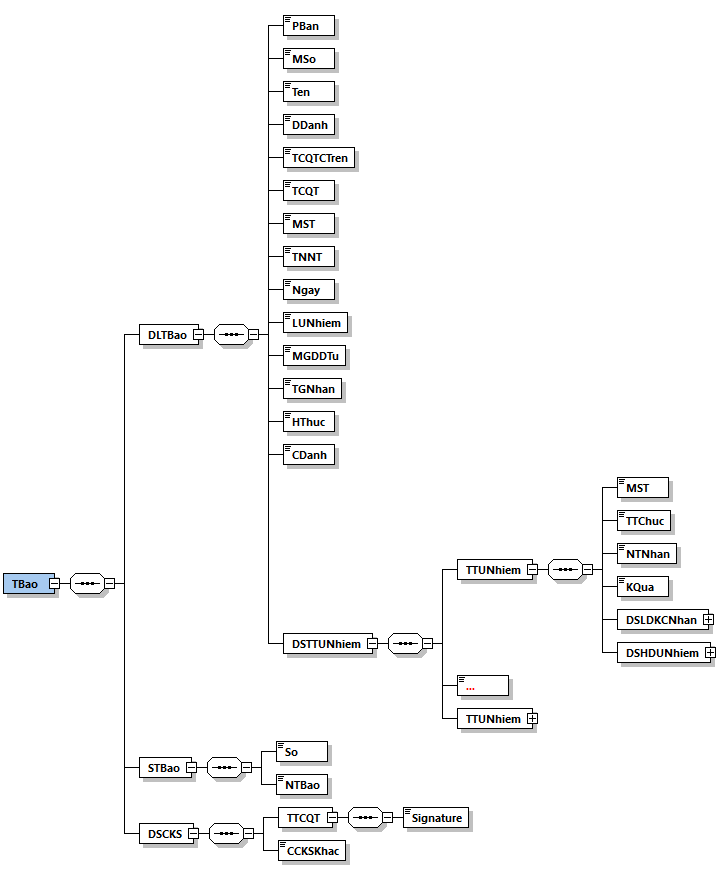 PBan
MSo
Ten
DDanh
TCQTCTren
TCQT
MST
TNNT
Ngay
LUNhiem
DLTBao
MGDDTu
TGNhan
HThuc
CDanh
MST
TTChuc
NTNhan
TTUNhiem
KQua
TBao
DSLDKCNhan
DSTTUNhiem
DSHDUNhiem
...
TTUNhiem
So
STBao
NTBao
TTCQT
Signature
DSCKS
CCKSKhac